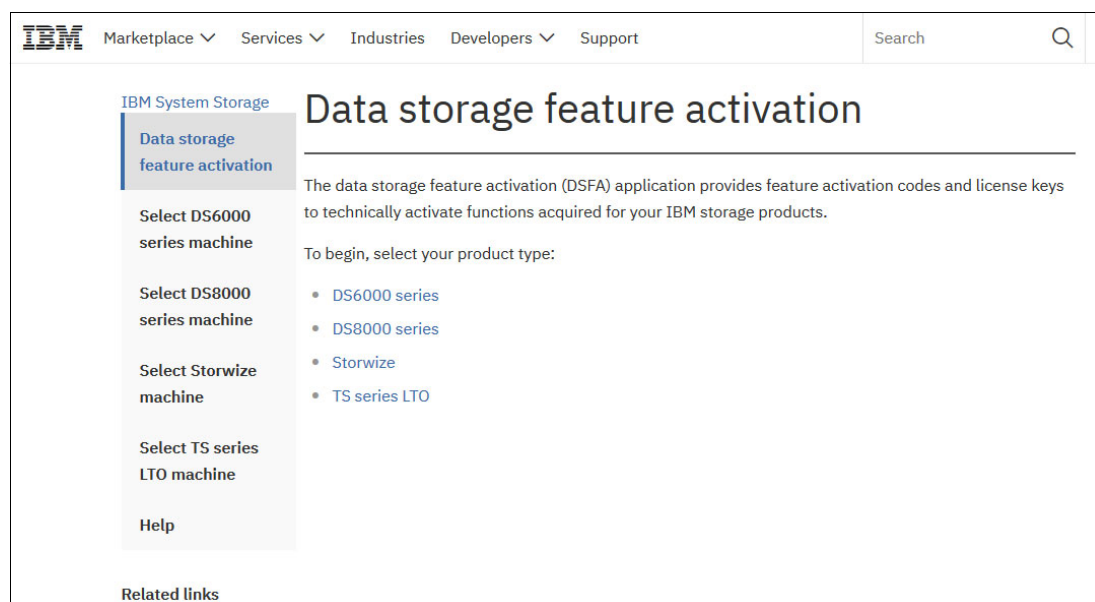 IBM Marketplace Services Industries Developers Support Search
IBM System Storage
Data storage
feature activation
Select DS6000
series machine
Select DS8000
series machine
Select Storwize
machine
Select TS series
LTO machine
Help
Related links
Data storage feature activation
The data storage feature activation (DSFA) application provides feature activation codes and license keys
to technically activate functions acquired for your IBM storage products.
To begin, select your product type:
• DS6000 series
• DS8000 series
• Storwize
• TS series LTO